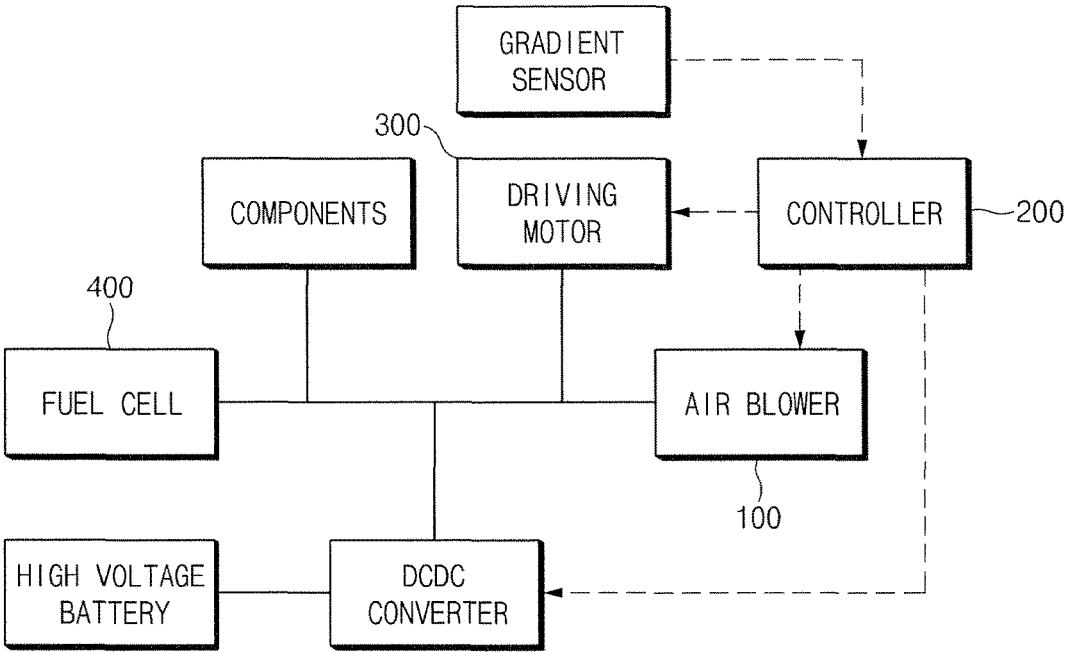 GRADIENT
SENSOR
300
COMPONENTS
DRIVING
MOTOR
CONTROLLER
200
400
FUEL CELL
AIR BLOWER
100
HIGH VOLTAGE
BATTERY
DCDC
CONVERTER